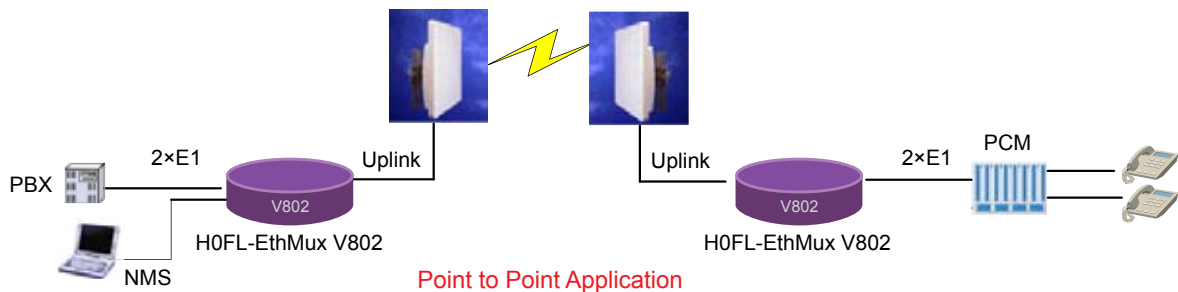 2×E1
Uplink
Uplink
2×E1
PCM
PBX
V802
V802
H0FL-EthMux V802
H0FL-EthMux V802
NMS
Point to Point Application